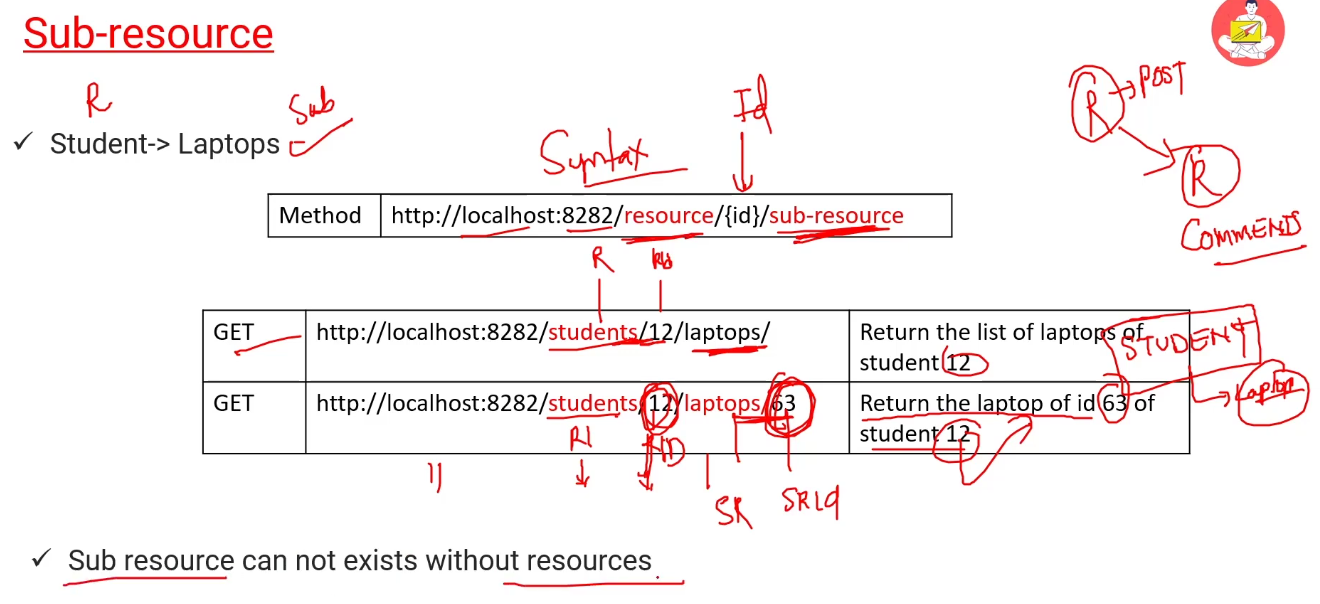 Sub-resource
R
Sub
Id
POST
✓ Student-> Laptops
Syntax
R
R
Method http://localhost:8282/resource/{id}/sub-resource
COMMENDS
R
GET http://localhost:8282/students/12/laptops/ Return the list of laptops of
student 12
STUDENT
GET http://localhost:8282/students/12/laptops/63 Return the laptop of id 63 of
student 12
Laptop
RI
RID
SR
SRId
✓ Sub resource can not exists without resources